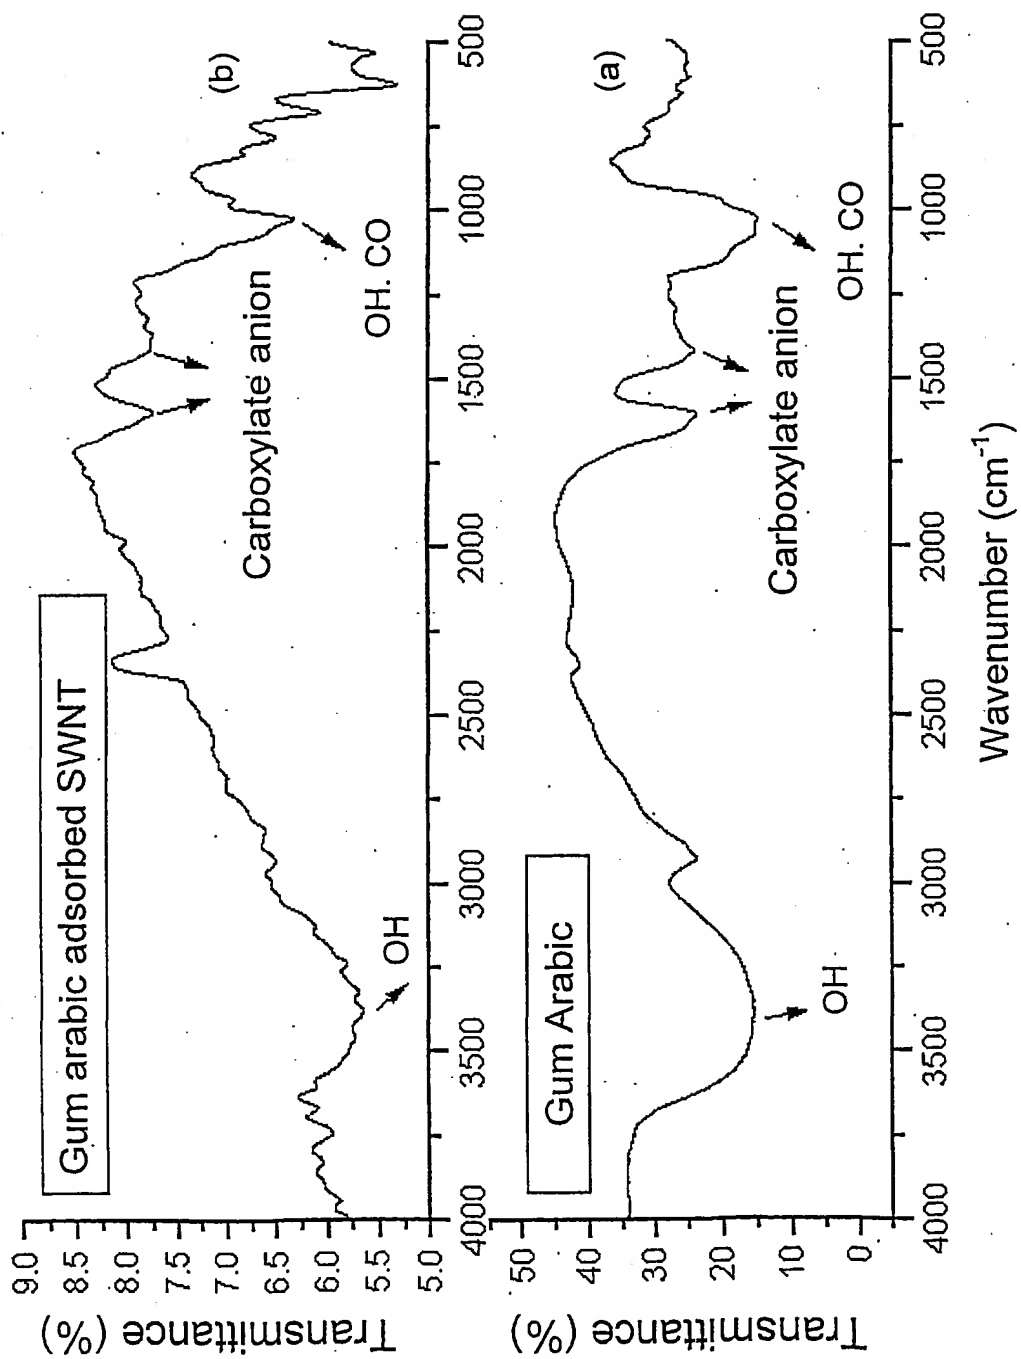 Gum arabic adsorbed SWNT
(b)
Transmittance (%)
9.0
8.5
8.0
7.5
7.0
6.5
6.0
5.5
5.0
OH
Carboxylate anion
OH. CO
4000 3500 3000 2500 2000 1500 1000 500
Gum Arabic
(a)
Transmittance (%)
50
40
30
20
10
0
OH
Carboxylate anion
OH. CO
4000 3500 3000 2500 2000 1500 1000 500
Wavenumber (cm⁻¹)